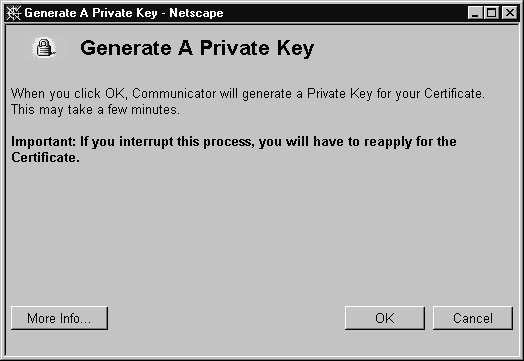 Generate A Private Key - Netscape
Generate A Private Key
When you click OK, Communicator will generate a Private Key for your Certificate.
This may take a few minutes.
Important: If you interrupt this process, you will have to reapply for the
Certificate.
More Info...
OK
Cancel